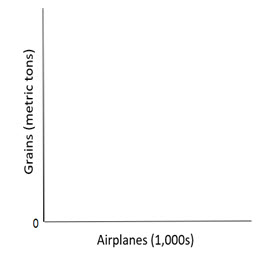 Grains (metric tons)
0
Airplanes (1,000s)